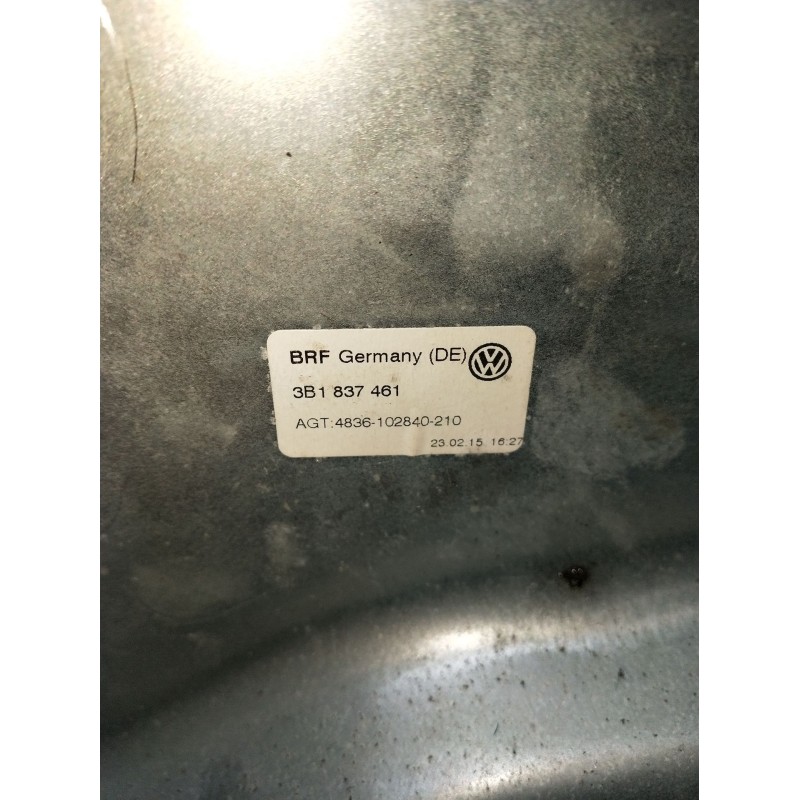 BRF Germany (DE)
3B1 837 461
AGT:4836-102840-210
23.02.15 16:27